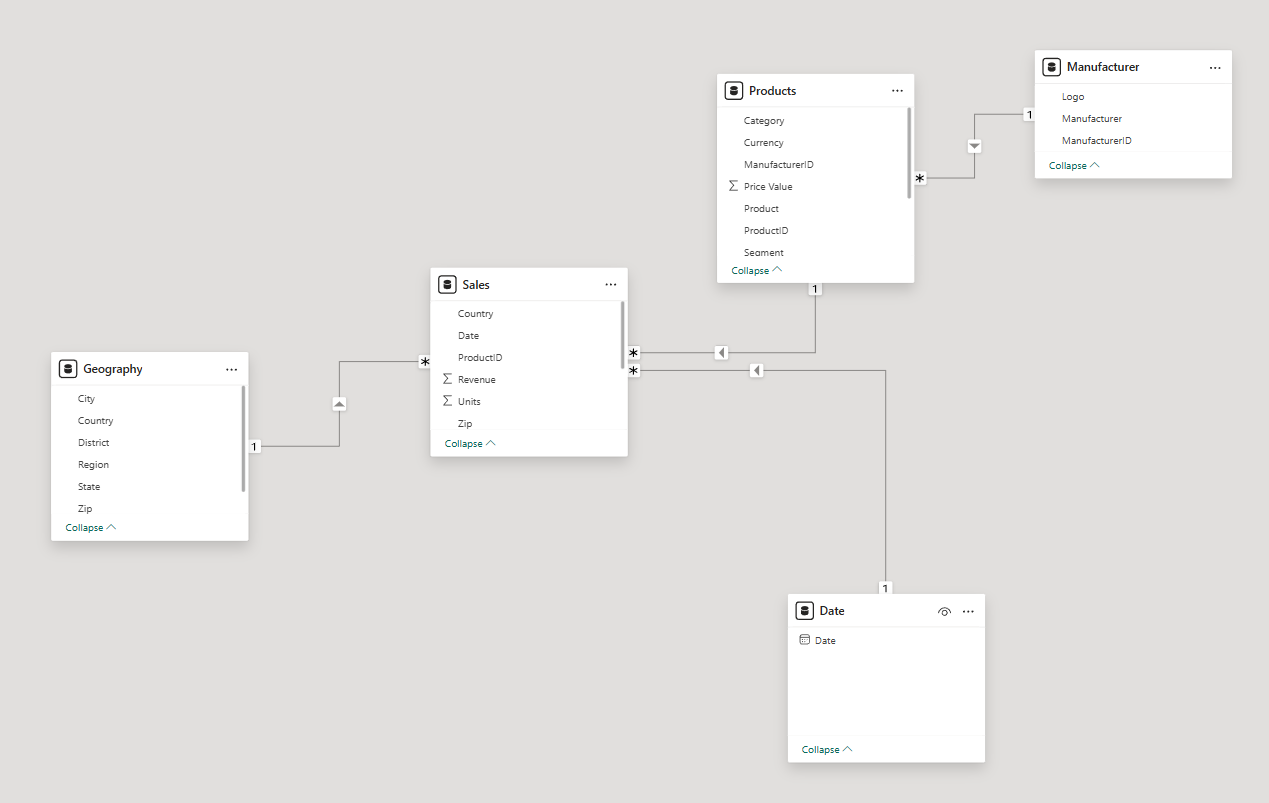 Manufacturer
Logo
Manufacturer
ManufacturerID
Collapse
1
Products
Category
Currency
ManufacturerID
Price Value
Product
ProductID
Segment
Collapse
*
1
Sales
Country
Date
ProductID
Revenue
Units
Zip
Collapse
*
*
*
Geography
City
Country
District
Region
State
Zip
Collapse
1
Date
Date
Collapse
1